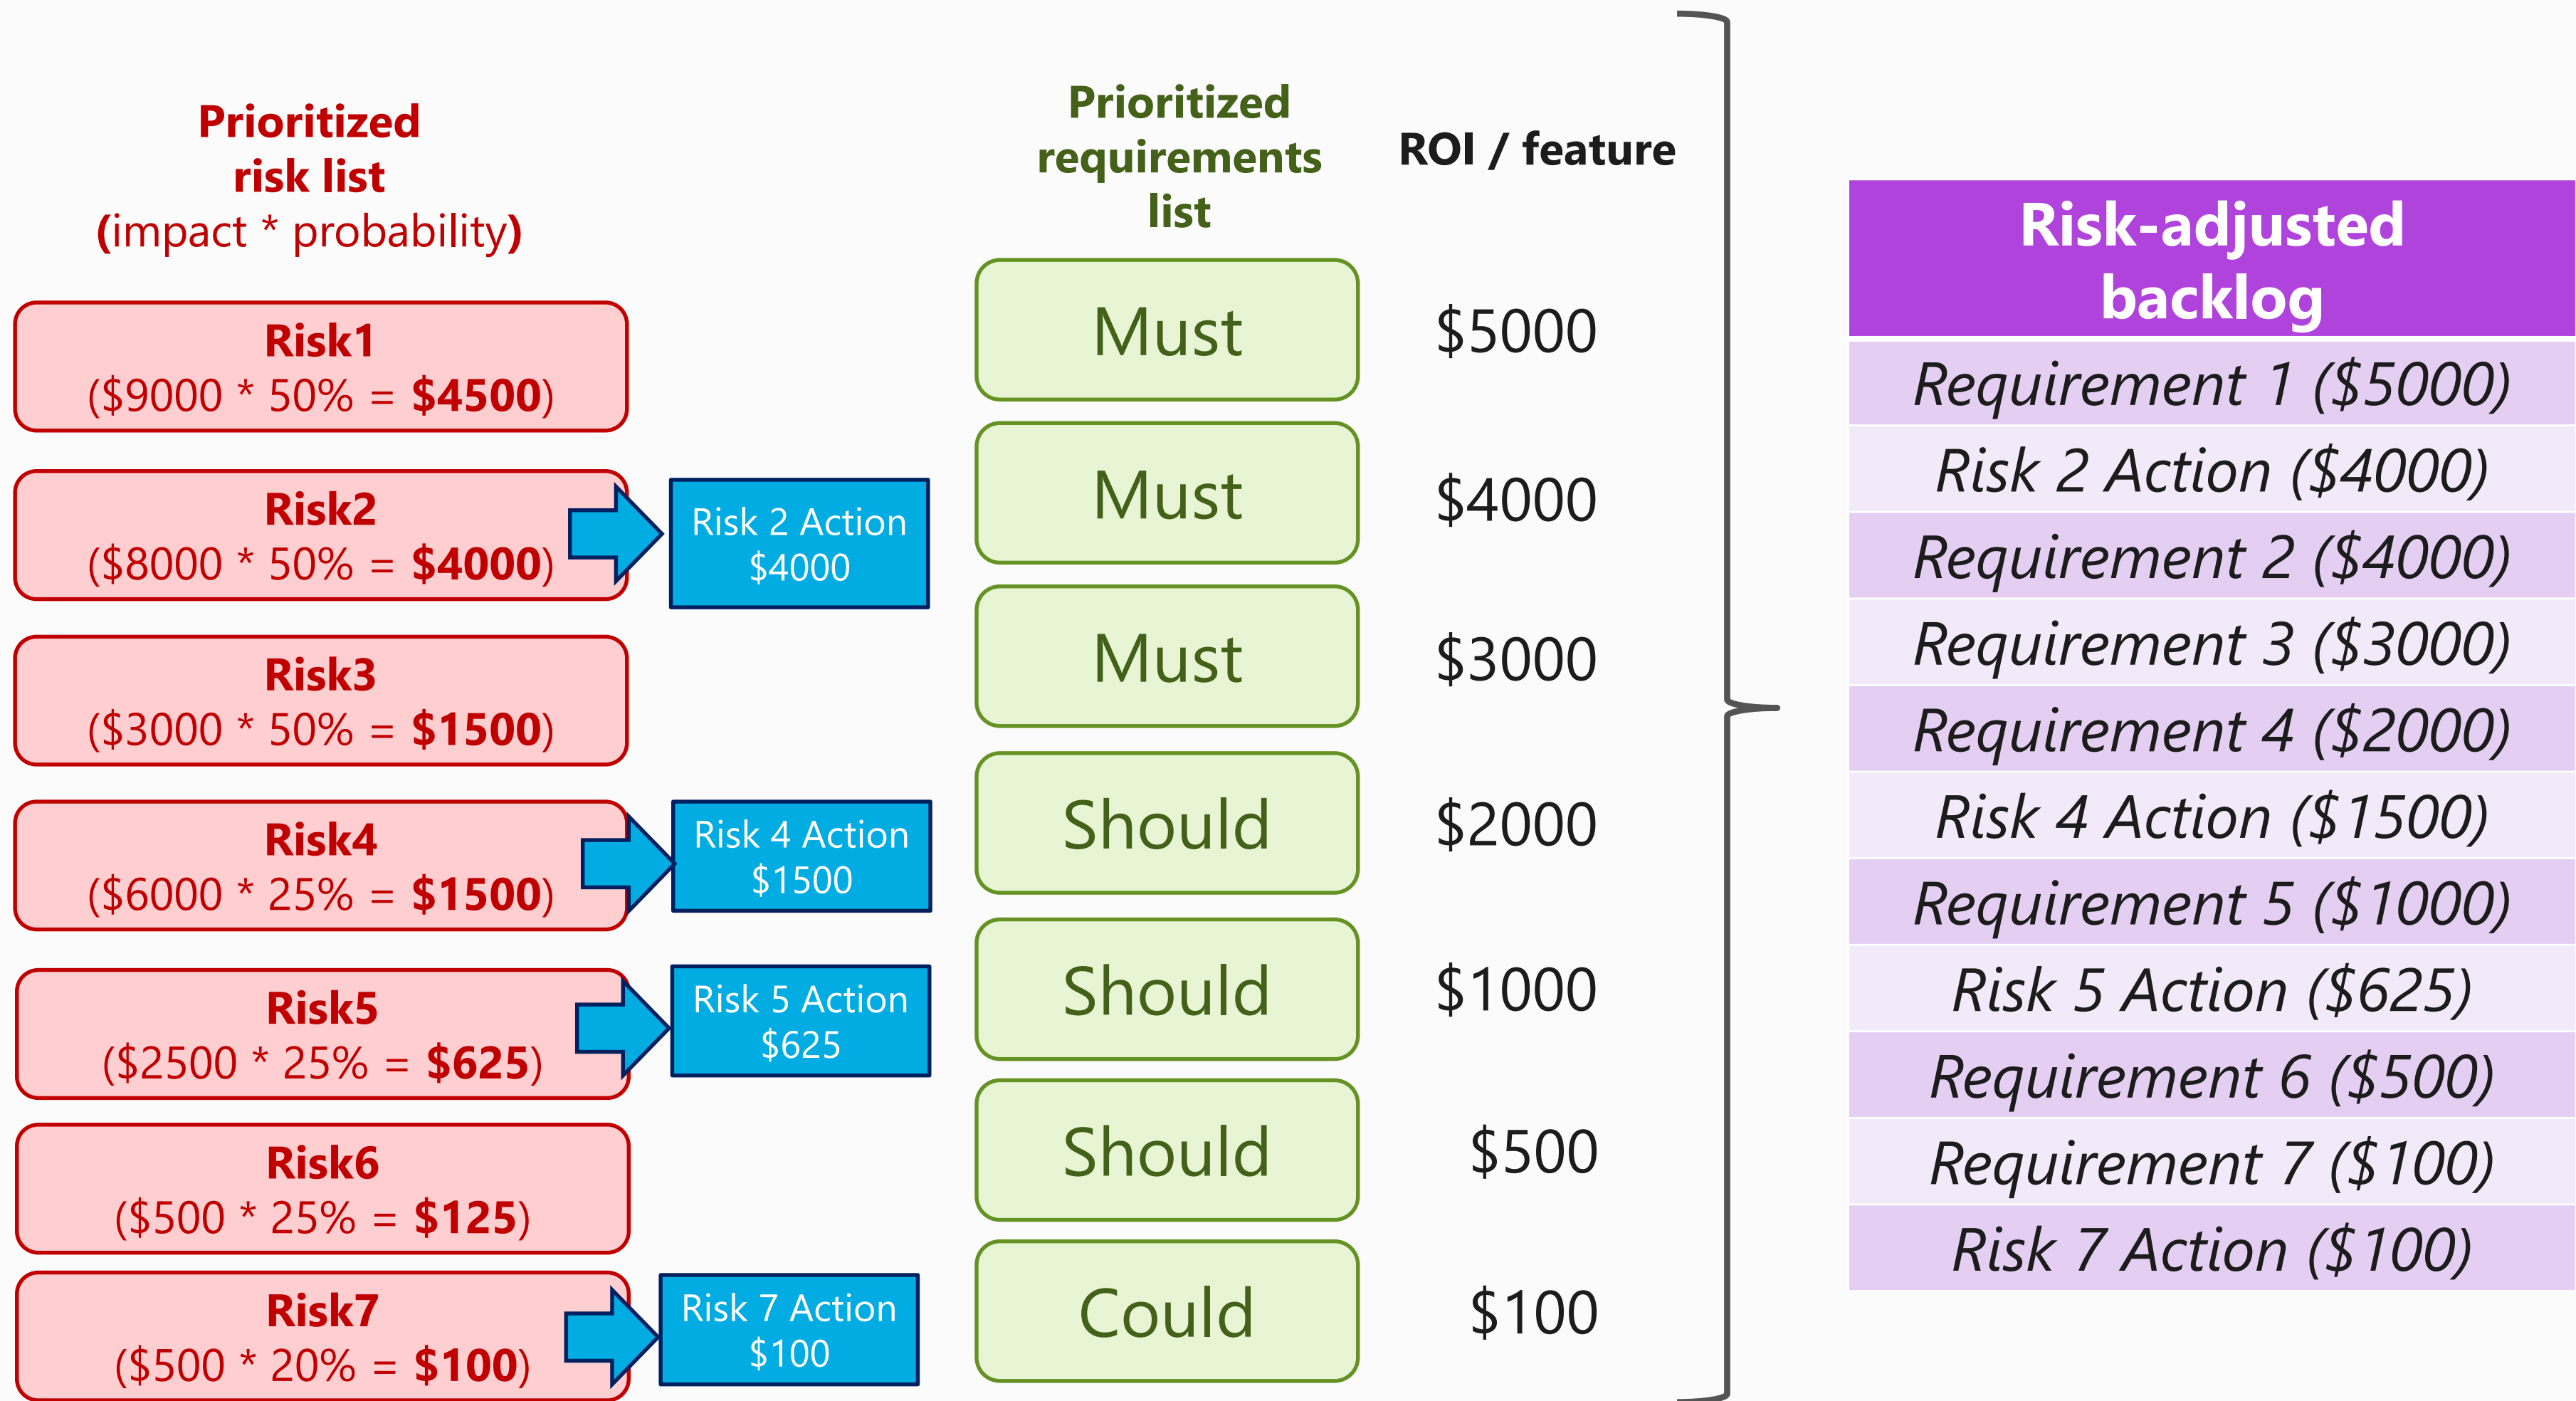 Prioritized
risk list
(impact * probability)
Risk1
($9000 * 50% = $4500)
Risk2
($8000 * 50% = $4000)
Risk3
($3000 * 50% = $1500)
Risk4
($6000 * 25% = $1500)
Risk5
($2500 * 25% = $625)
Risk6
($500 * 25% = $125)
Risk7
($500 * 20% = $100)
Risk 2 Action
$4000
Risk 4 Action
$1500
Risk 5 Action
$625
Risk 7 Action
$100
Prioritized
requirements
list
Must
Must
Must
Should
Should
Should
Could
ROI / feature
$5000
$4000
$3000
$2000
$1000
$500
$100
Risk-adjusted
backlog
Requirement 1 ($5000)
Risk 2 Action ($4000)
Requirement 2 ($4000)
Requirement 3 ($3000)
Requirement 4 ($2000)
Risk 4 Action ($1500)
Requirement 5 ($1000)
Risk 5 Action ($625)
Requirement 6 ($500)
Requirement 7 ($100)
Risk 7 Action ($100)